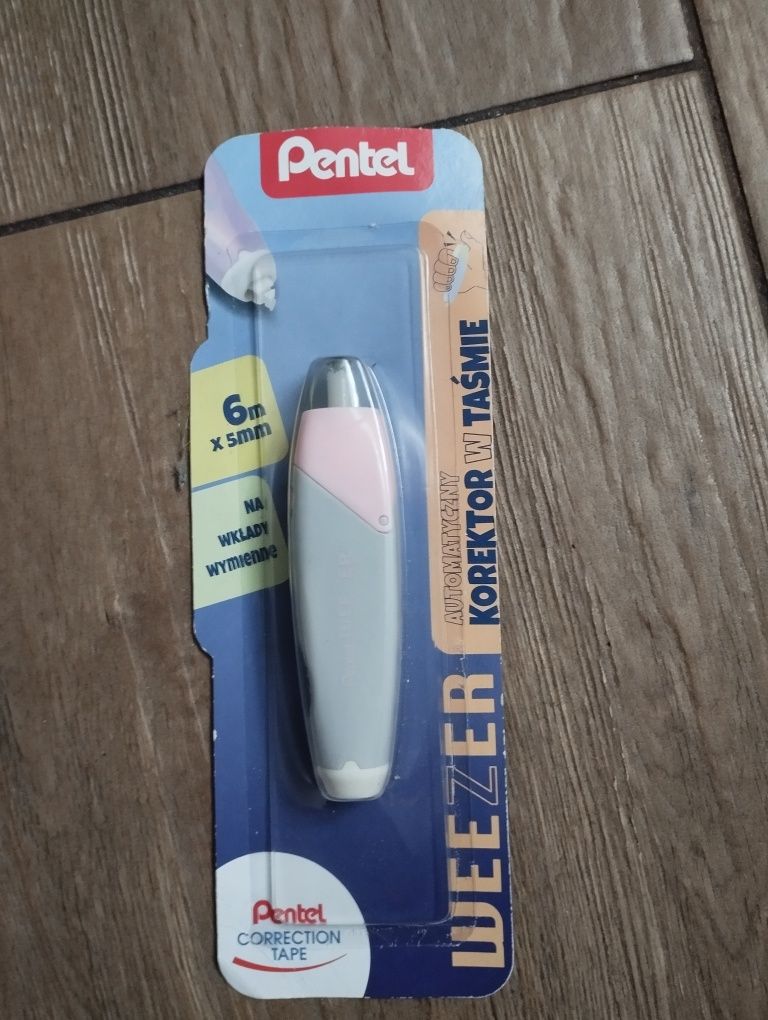 Pentel
6m
x 5mm
NA
WKŁADY
WYMIENNE
AUTOMATYCZNY
KOREKTOR W TAŚMIE
WEEZER
Pentel
CORRECTION
TAPE